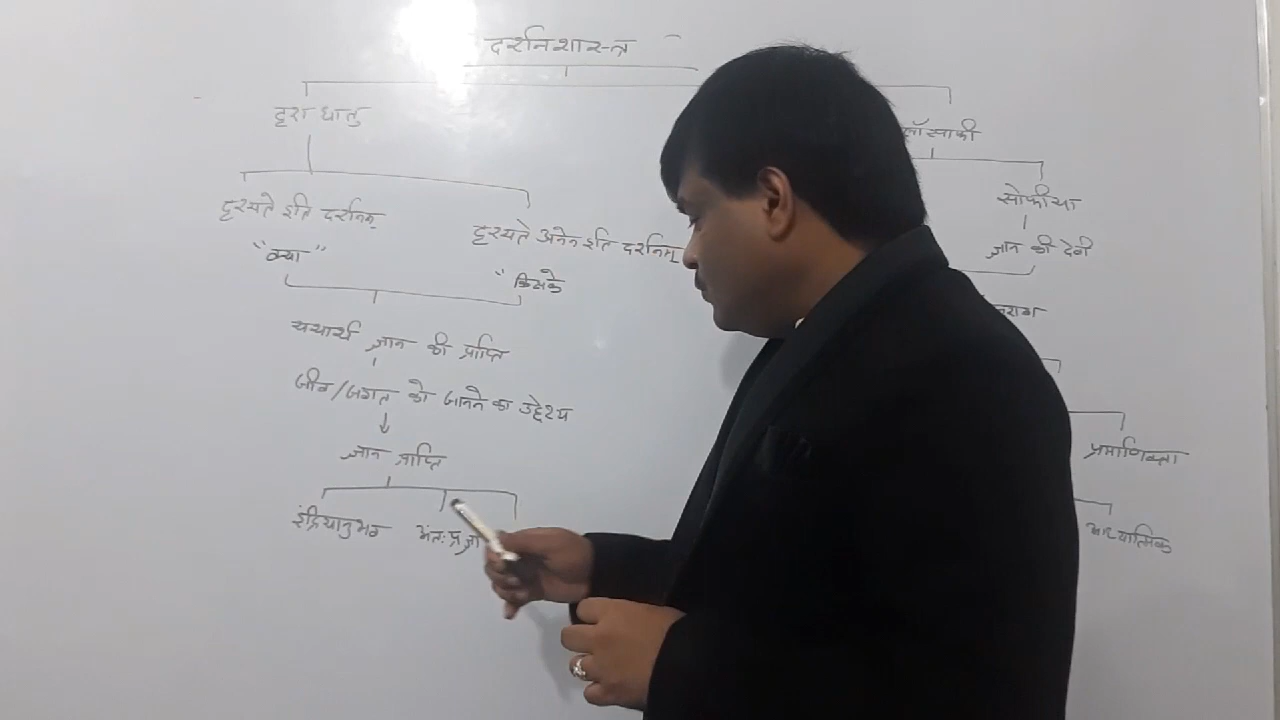 दर्शनशास्त्र
दृश धातु
दृश्यते इति दर्शनम्
"क्या"
दृश्यते अनेन इति दर्शनम्
" किसके
यथार्थ ज्ञान की प्राप्ति
जीव/जगत को जानने का उद्देश्य
ज्ञान प्राप्ति
इंद्रियानुभव अंतःप्रज्ञा
सोफीया
ज्ञान की देवी
प्रमाणिकता
आध्यात्मिक